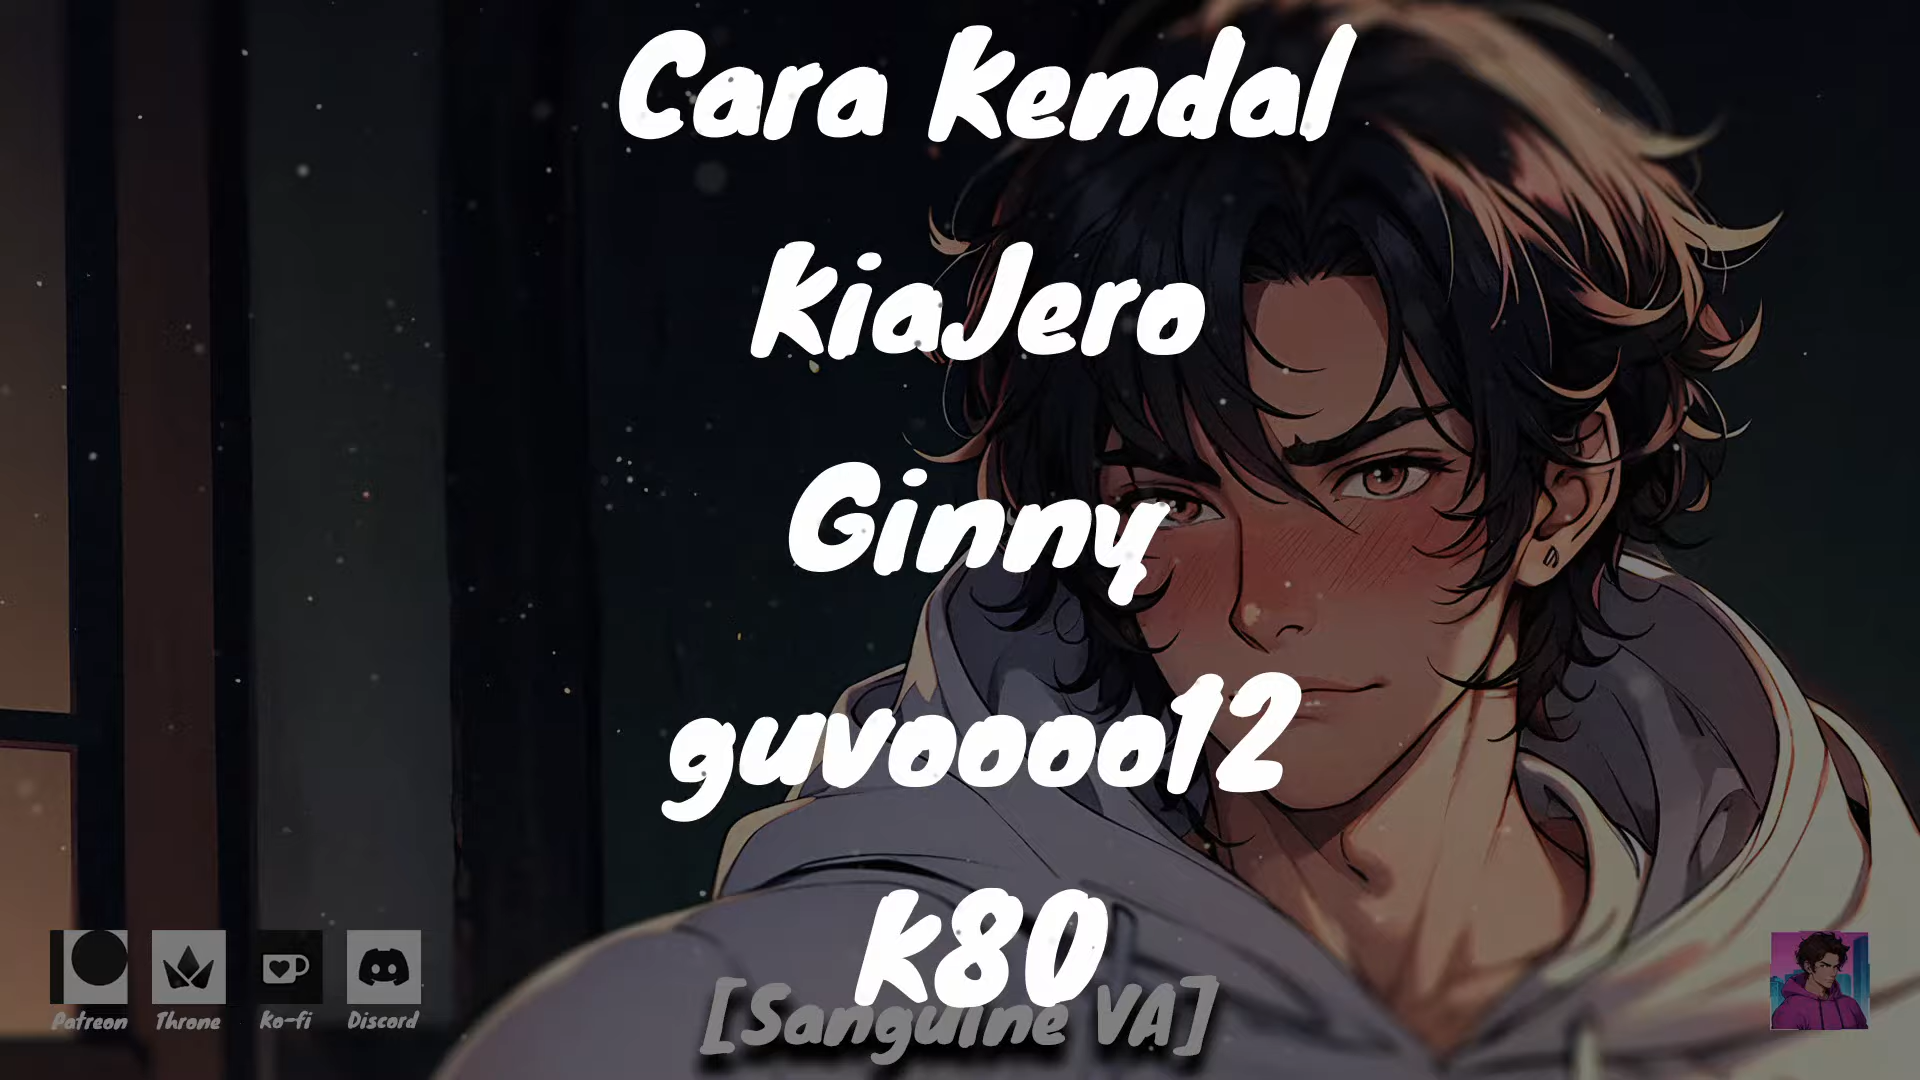 Cara Kendal
KiaJero
Ginny
guvoooo12
K80
[Sanguine VA]
Patreon Throne Ko-fi Discord